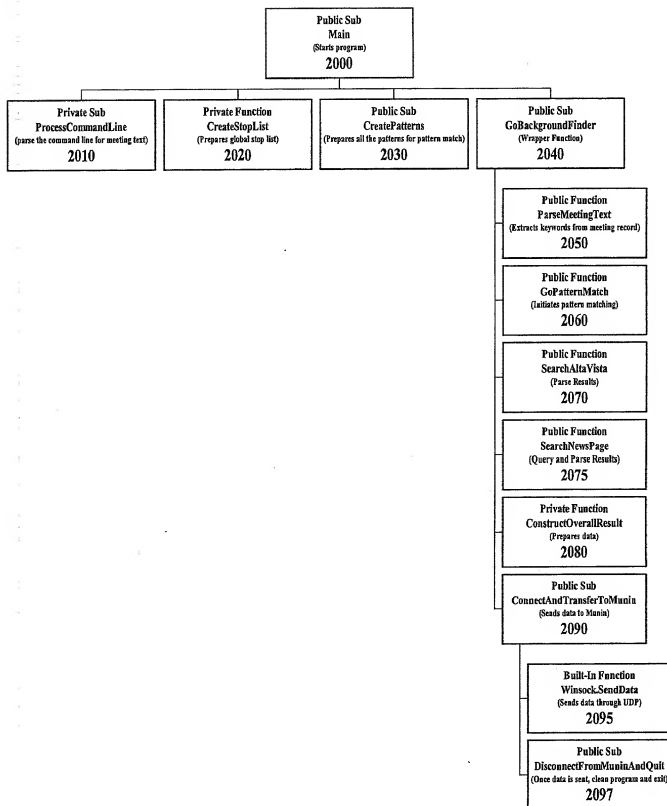 Public Sub
Main
(Starts program)
2000
Private Sub
ProcessCommandLine
(parse the command line for meeting text)
2010
Private Function
CreateStopList
(Prepares global stop list)
2020
Public Sub
CreatePatterns
(Prepares all the patterns for pattern match)
2030
Public Sub
GoBackgroundFinder
(Wrapper Function)
2040
Public Function
ParseMeetingText
(Extracts keywords from meeting record)
2050
Public Function
GoPatternMatch
(Initiates pattern matching)
2060
Public Function
SearchAltaVista
(Parse Results)
2070
Public Function
SearchNewsPage
(Query and Parse Results)
2075
Private Function
ConstructOverallResult
(Prepares data)
2080
Public Sub
ConnectAndTransferToMunin
(Sends data to Munin)
2090
Built-In Function
Winsock.SendData
(Sends data through UDP)
2095
Public Sub
DisconnectFromMuninAndQuit
(Once data is sent, clean program and exit)
2097